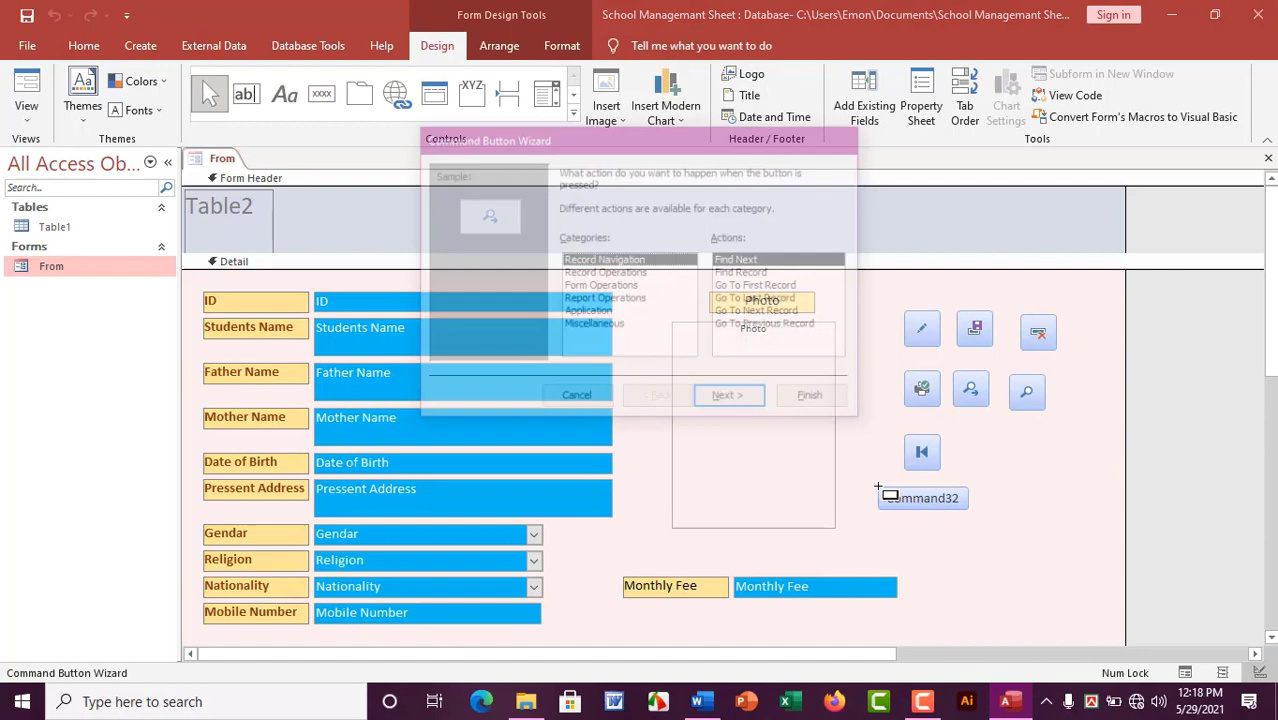 Form Design Tools
School Managemant Sheet : Database- C:\Users\Emon\Documents\School Managemant Shee...
Sign in
File Home Create External Data Database Tools Help Design Arrange Format Tell me what you want to do
View
Views
Themes
Colors
Fonts
Themes
ab|
Aa
xxxx
XYZ
Controls
Insert Image
Insert Modern Chart
Logo
Title
Date and Time
Header / Footer
Add Existing Fields
Property Sheet
Tab Order
Chart Settings
Subform in New Window
View Code
Convert Form's Macros to Visual Basic
Tools
All Access Ob...
Search...
Tables
Table1
Forms
From
From
Form Header
Table2
Detail
Command Button Wizard
Sample:
What action do you want to happen when the button is
pressed?
Different actions are available for each category.
Categories:
Record Navigation
Record Operations
Form Operations
Report Operations
Application
Miscellaneous
Actions:
Find Next
Find Record
Go To First Record
Go To Last Record
Go To Next Record
Go To Previous Record
Cancel
Next >
Finish
ID ID
Students Name Students Name
Father Name Father Name
Mother Name Mother Name
Date of Birth Date of Birth
Pressent Address Pressent Address
Gendar Gendar
Religion Religion
Nationality Nationality
Mobile Number Mobile Number
Photo
Photo
Monthly Fee Monthly Fee
Command32
Command Button Wizard
Num Lock
Type here to search
12:18 PM
5/29/2021